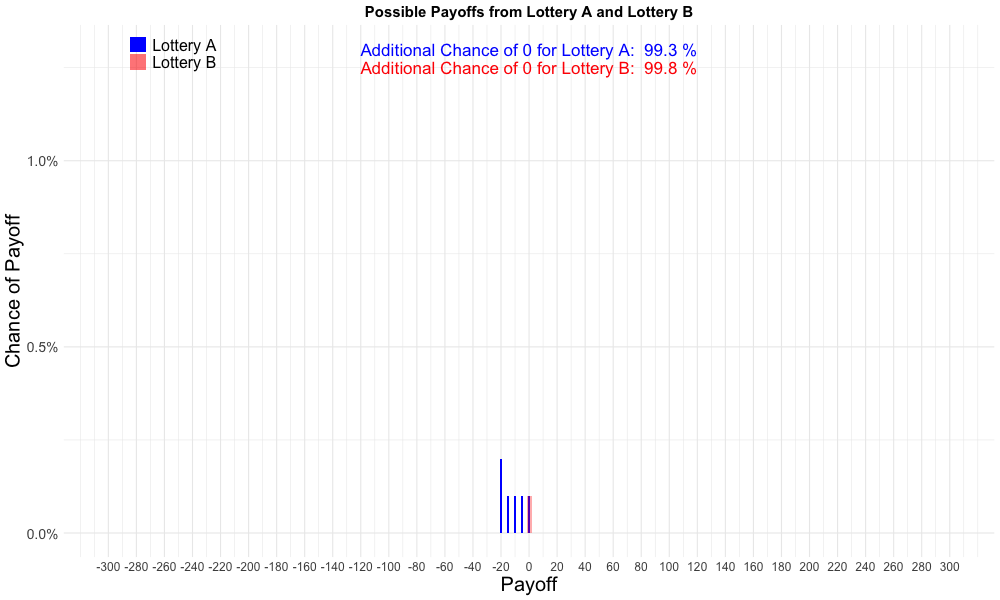 Possible Payoffs from Lottery A and Lottery B
Lottery A
Lottery B
Additional Chance of 0 for Lottery A: 99.3 %
Additional Chance of 0 for Lottery B: 99.8 %
Chance of Payoff
1.0%
0.5%
0.0%
-300 -280 -260 -240 -220 -200 -180 -160 -140 -120 -100 -80 -60 -40 -20 0 20 40 60 80 100 120 140 160 180 200 220 240 260 280 300
Payoff